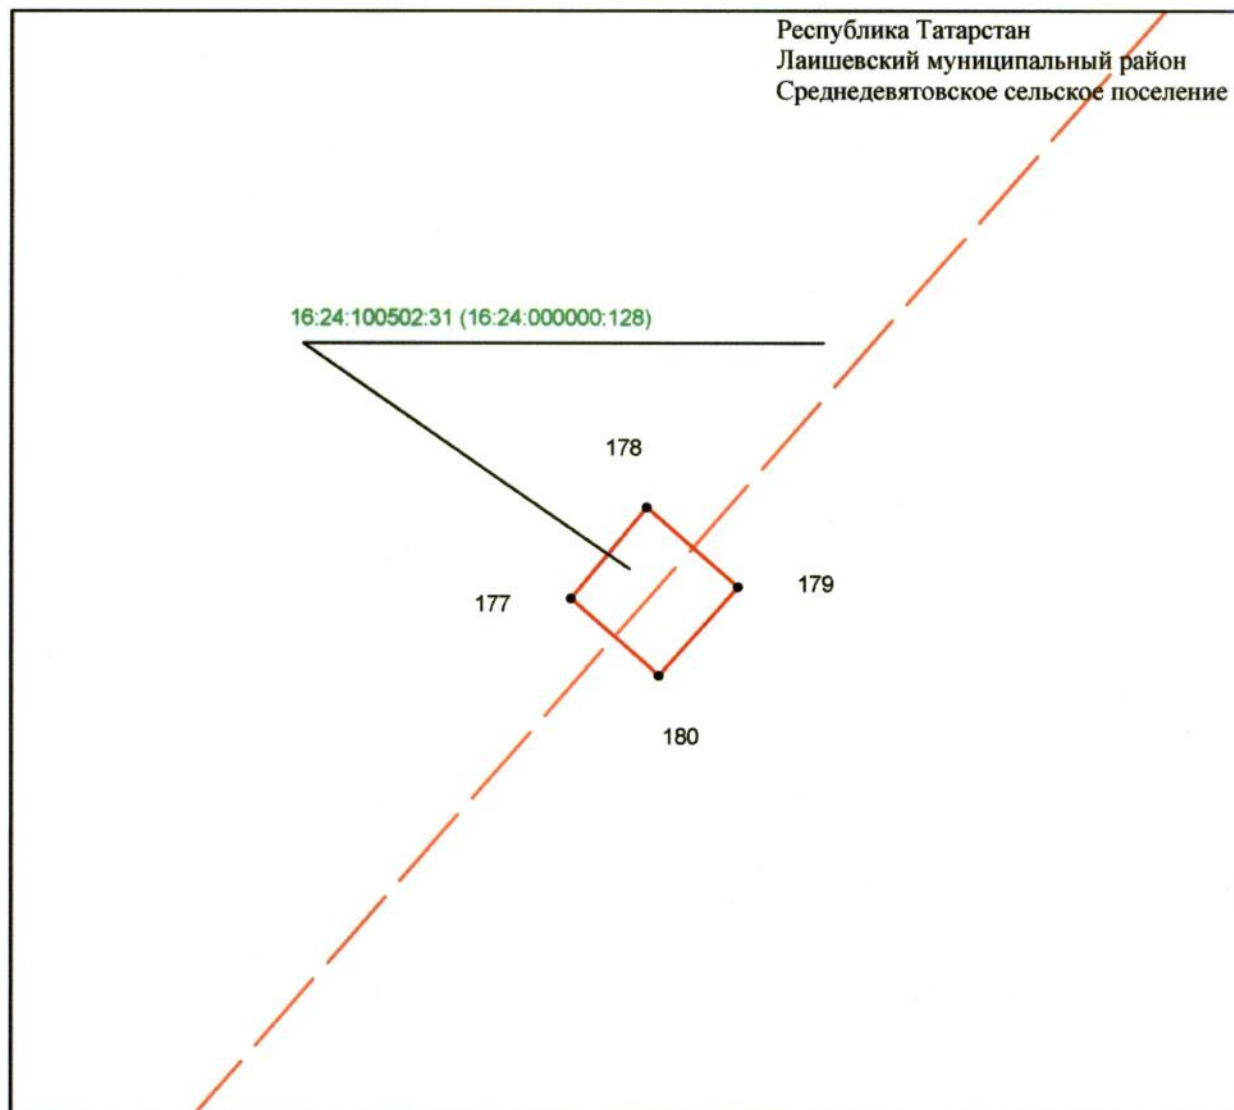 Республика Татарстан
Лаишевский муниципальный район
Среднедевятовское сельское поселение
16:24:100502:31 (16:24:000000:128)
178
179
177
180